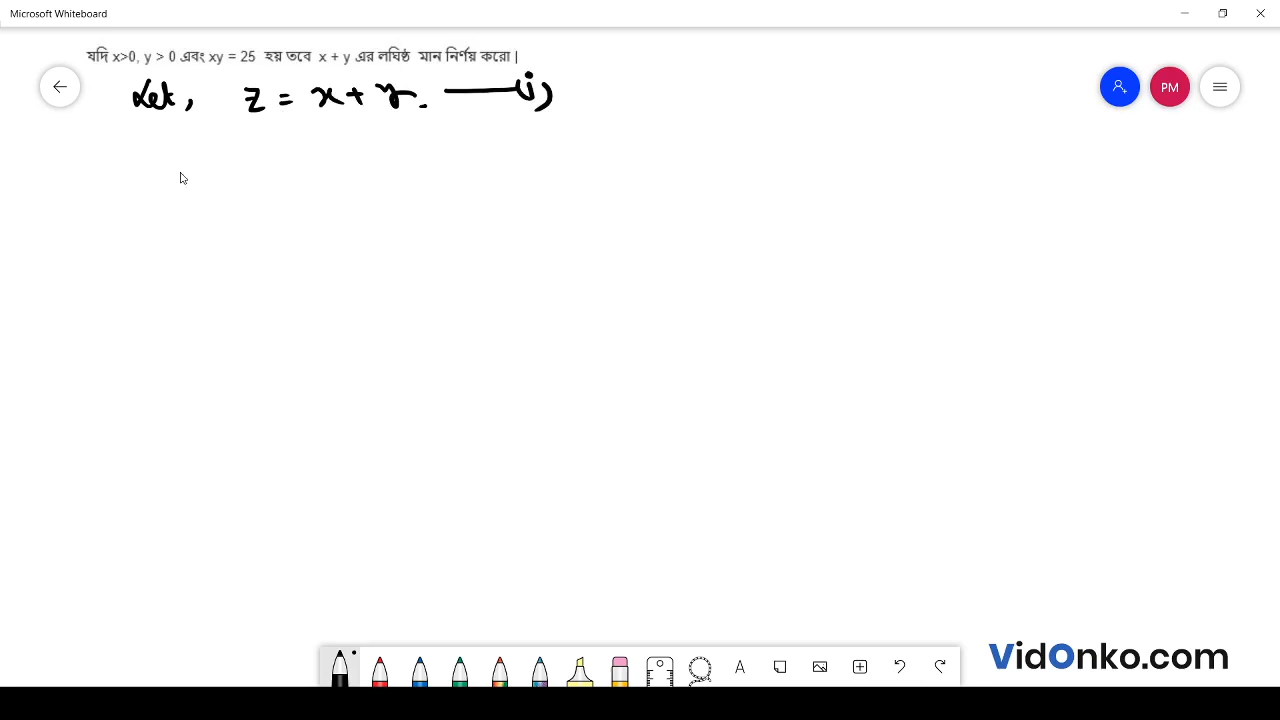 Microsoft Whiteboard
যদি x>0, y > 0 এবং xy = 25 হয় তবে x + y এর লঘিষ্ঠ মান নির্ণয় করো |
Let, z = x + y. —— (i)
PM
A
VidOnko.com